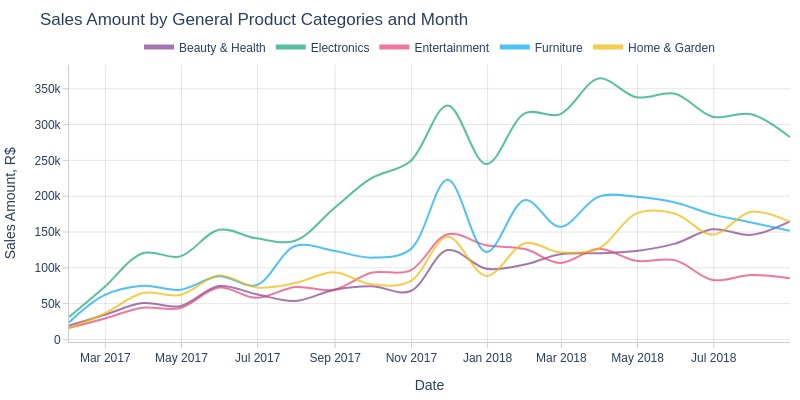 Sales Amount by General Product Categories and Month
Beauty & Health Electronics Entertainment Furniture Home & Garden
350k
300k
250k
200k
150k
100k
50k
0
Sales Amount, R$
Mar 2017 May 2017 Jul 2017 Sep 2017 Nov 2017 Jan 2018 Mar 2018 May 2018 Jul 2018
Date